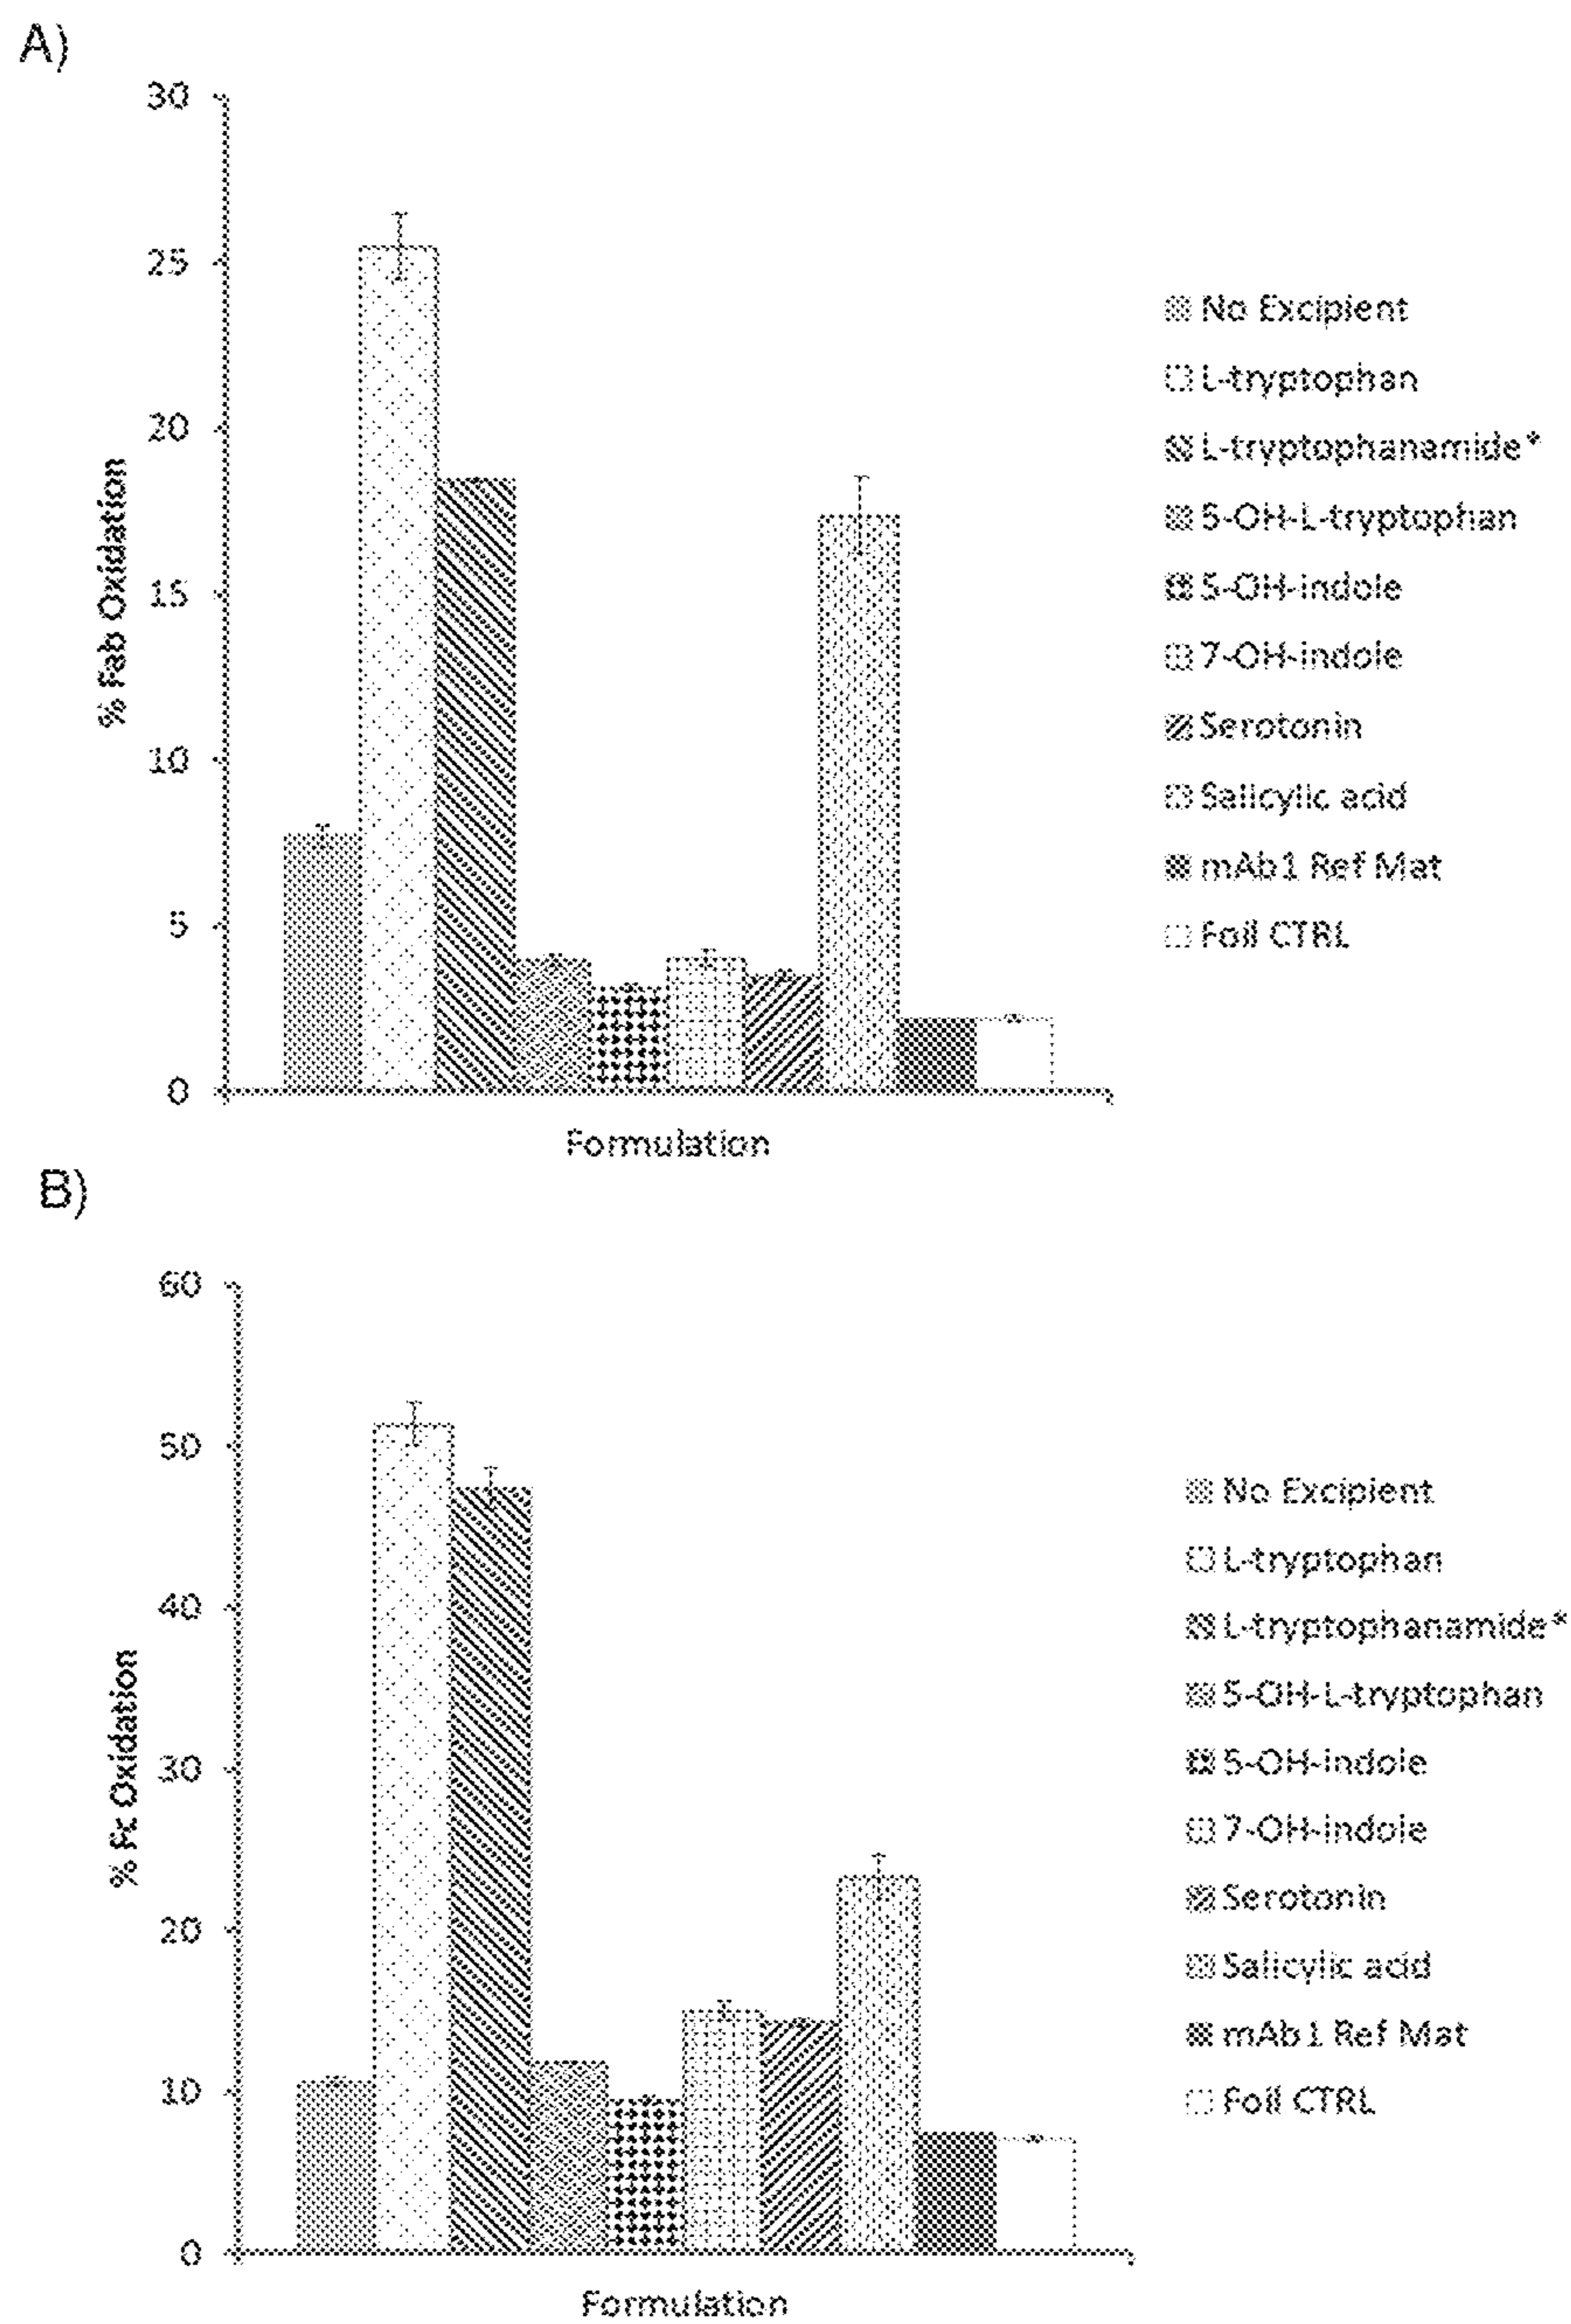 A)
30
25
20
15
10
5
0
% Fab Oxidation
Formulation
No Excipient
L-tryptophan
L-tryptophanamide*
5-OH-L-tryptophan
5-OH-indole
7-OH-indole
Serotonin
Salicylic acid
mAb1 Ref Mat
Foil CTRL
B)
60
50
40
30
20
10
0
% Fc Oxidation
Formulation
No Excipient
L-tryptophan
L-tryptophanamide*
5-OH-L-tryptophan
5-OH-indole
7-OH-indole
Serotonin
Salicylic acid
mAb1 Ref Mat
Foil CTRL